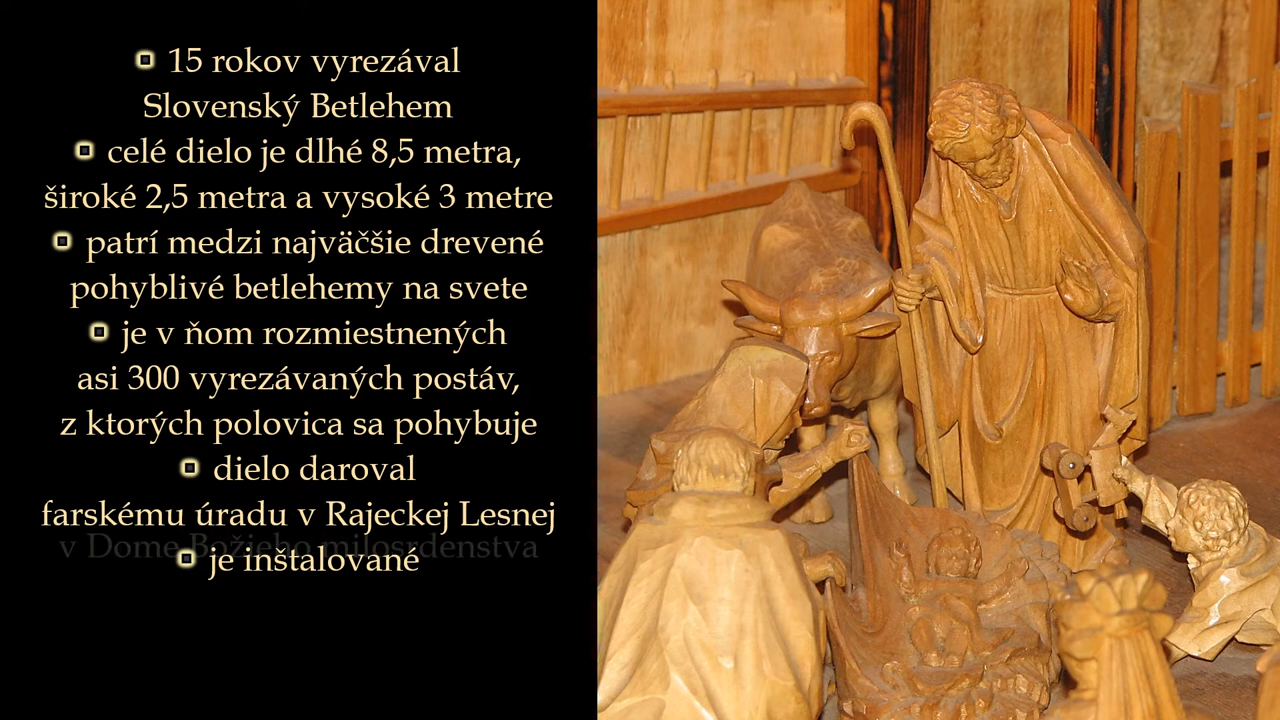 15 rokov vyrezával
Slovenský Betlehem
celé dielo je dlhé 8,5 metra,
široké 2,5 metra a vysoké 3 metre
patrí medzi najväčšie drevené
pohyblivé betlehemy na svete
je v ňom rozmiestnených
asi 300 vyrezávaných postáv,
z ktorých polovica sa pohybuje
dielo daroval
farskému úradu v Rajeckej Lesnej
je inštalované
v Dome Božieho milosrdenstva